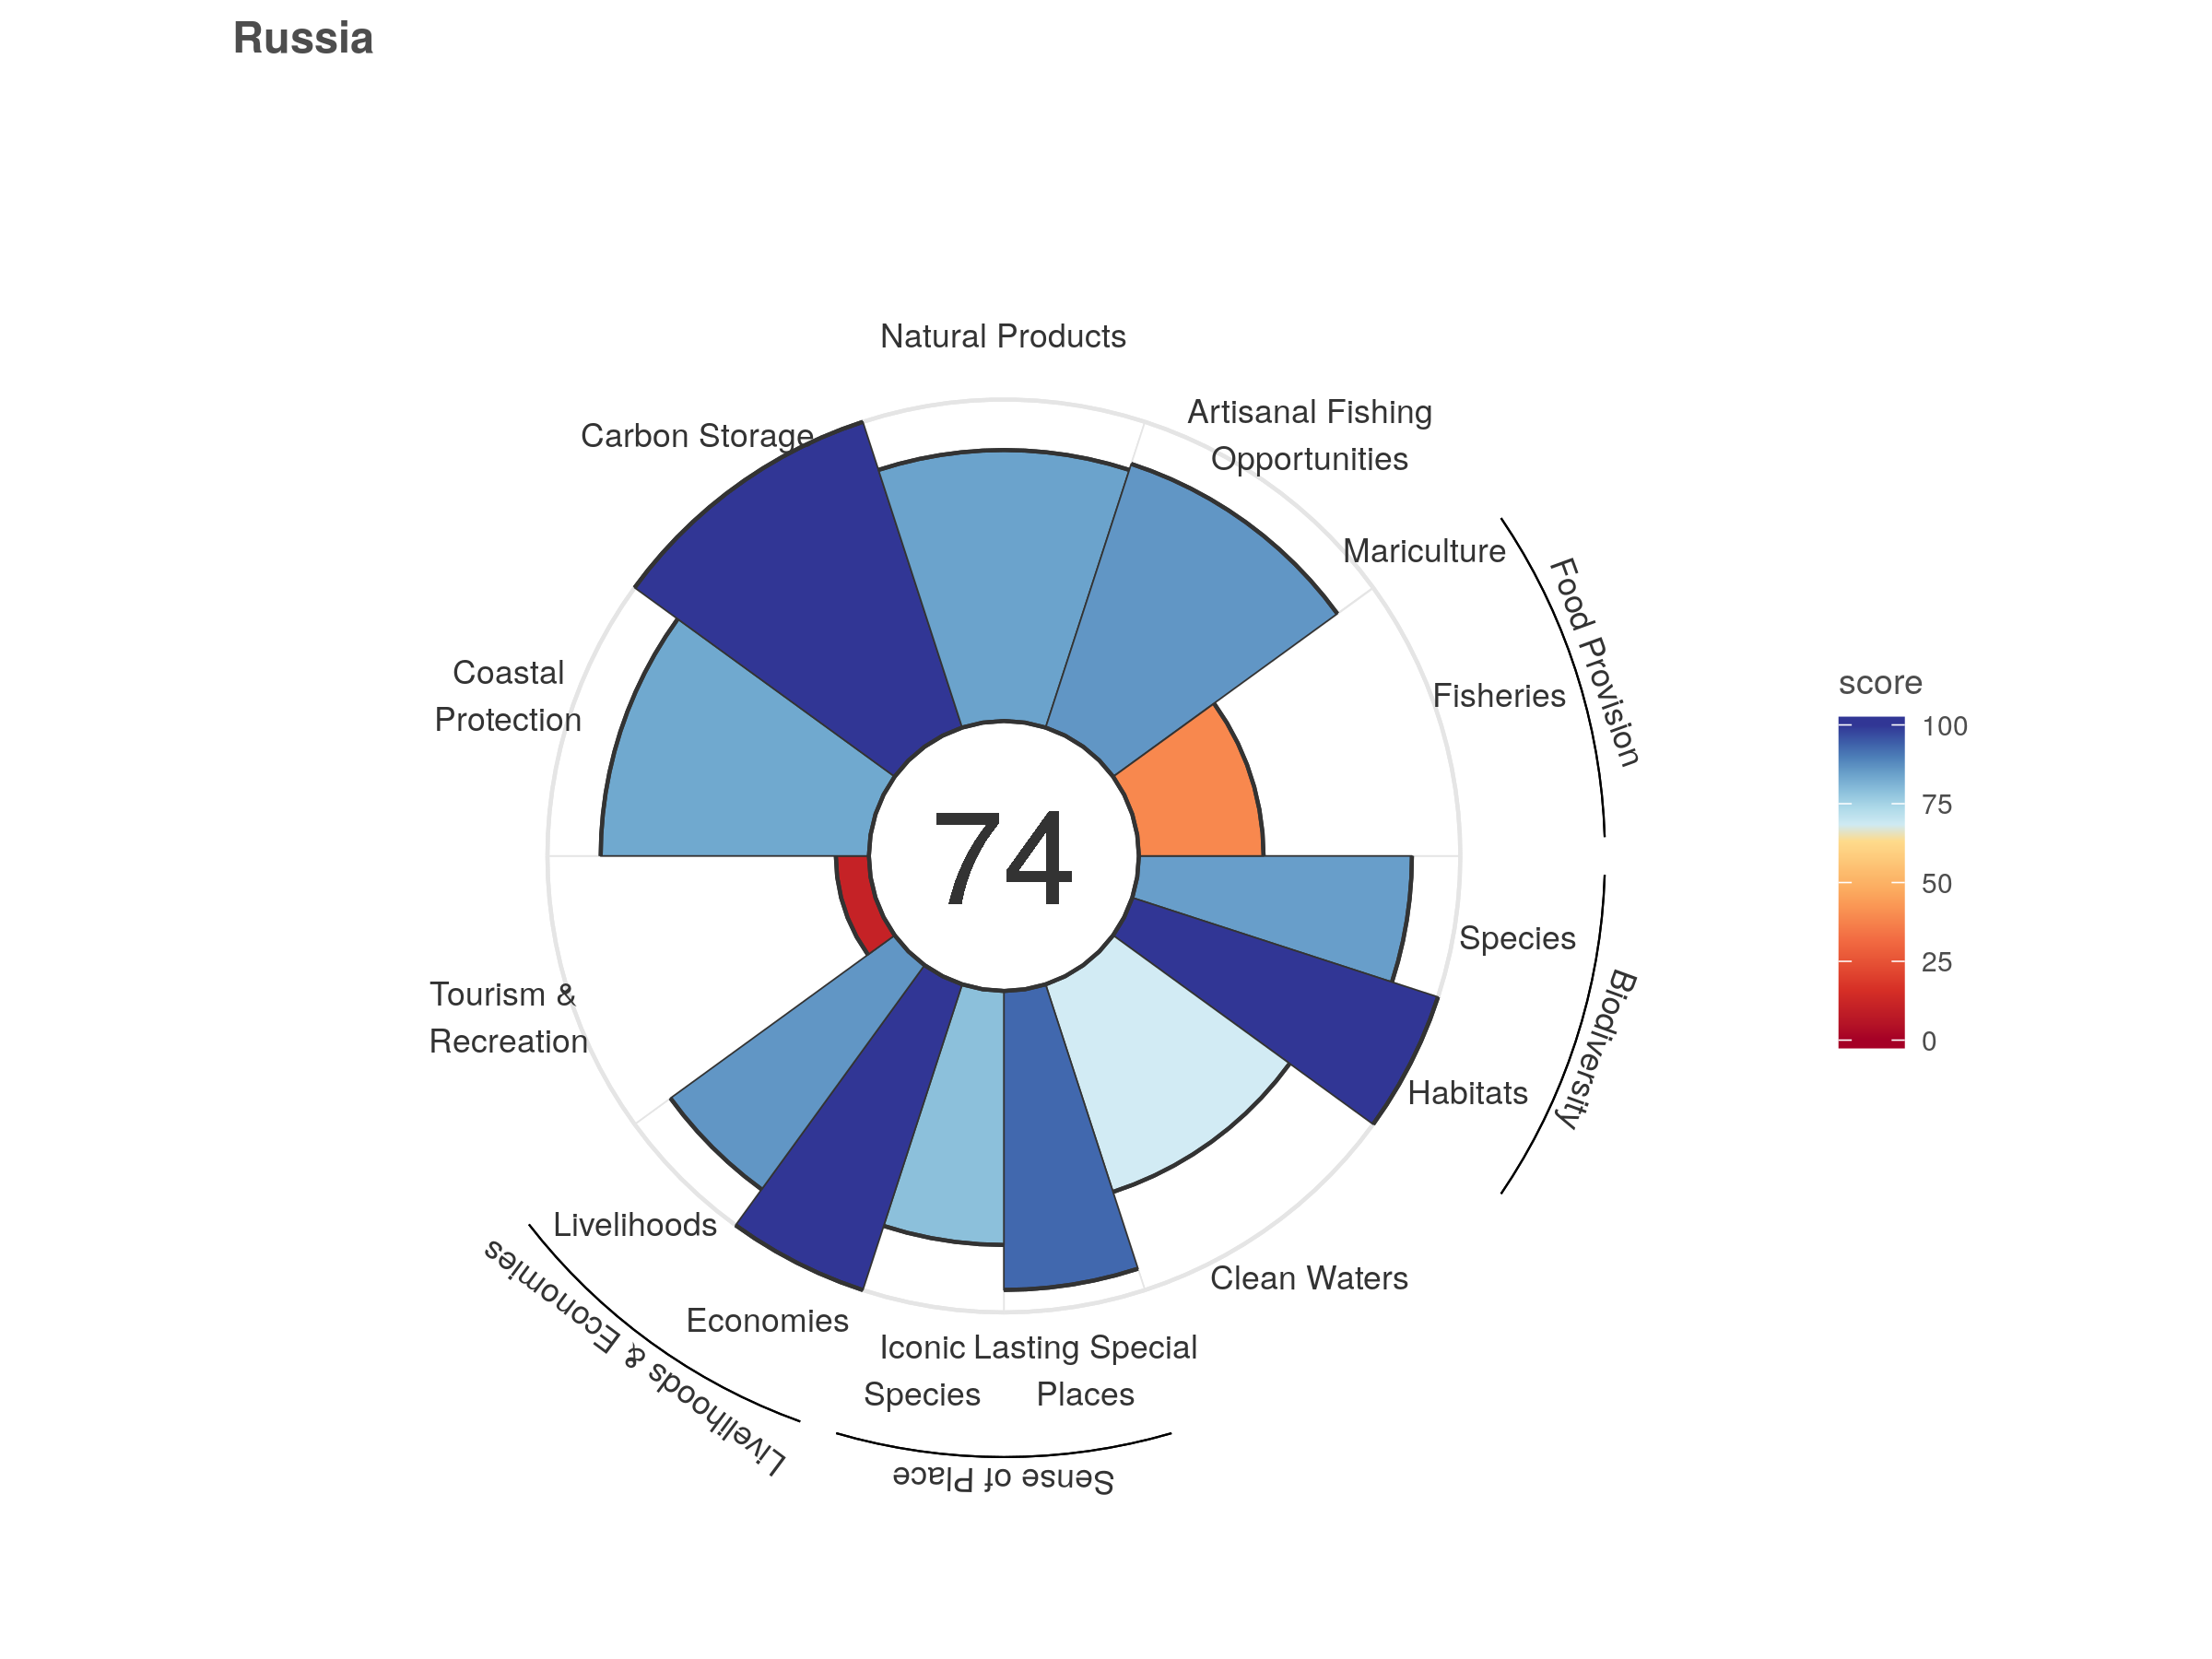 Russia
Natural Products
Artisanal Fishing
Opportunities
Carbon Storage
Mariculture
Food Provision
Fisheries
Coastal
Protection
score
100
75
50
25
0
74
Species
Biodiversity
Habitats
Tourism &
Recreation
Livelihoods
Livelihoods & Economies
Economies
Clean Waters
Iconic
Species
Lasting Special
Places
Sense of Place